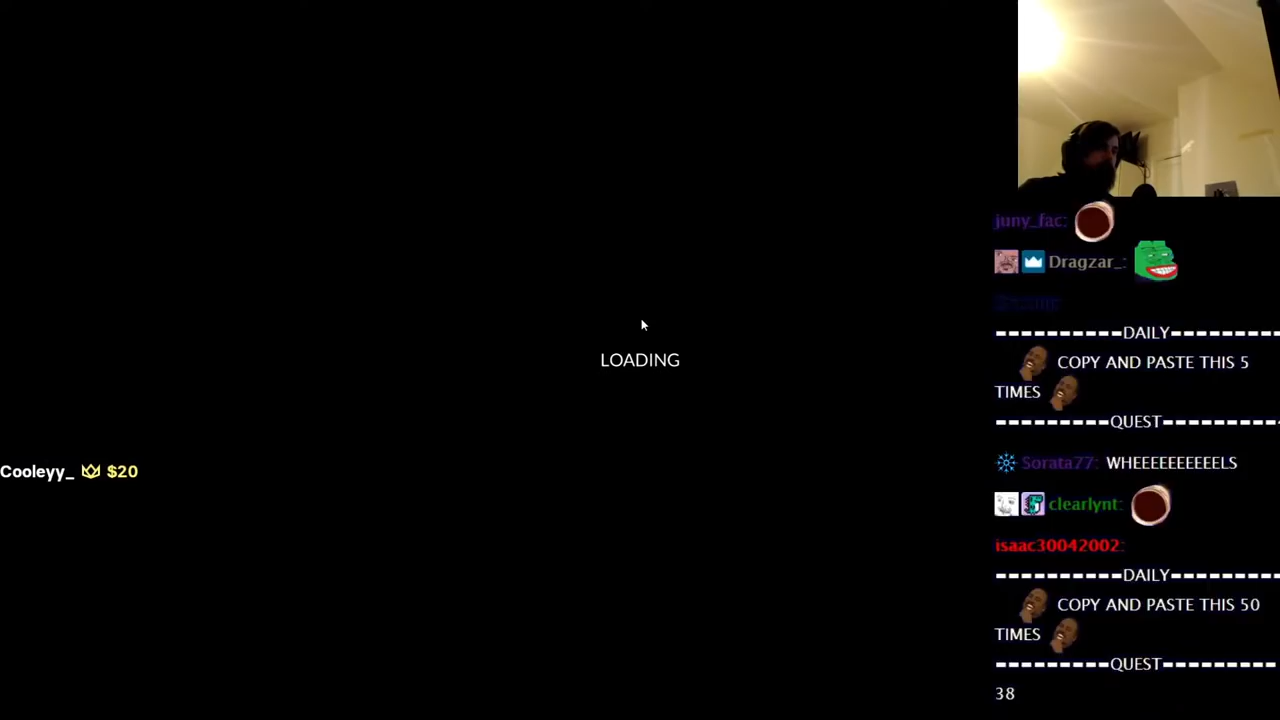 juny_fac:
Dragzar_:
----------DAILY----------
COPY AND PASTE THIS 5
TIMES
---------QUEST---------
LOADING
Cooleyy_ $20
Sorata77: WHEEEEEEEEEELS
clearlynt:
isaac30042002:
----------DAILY----------
COPY AND PASTE THIS 50
TIMES
---------QUEST---------
38